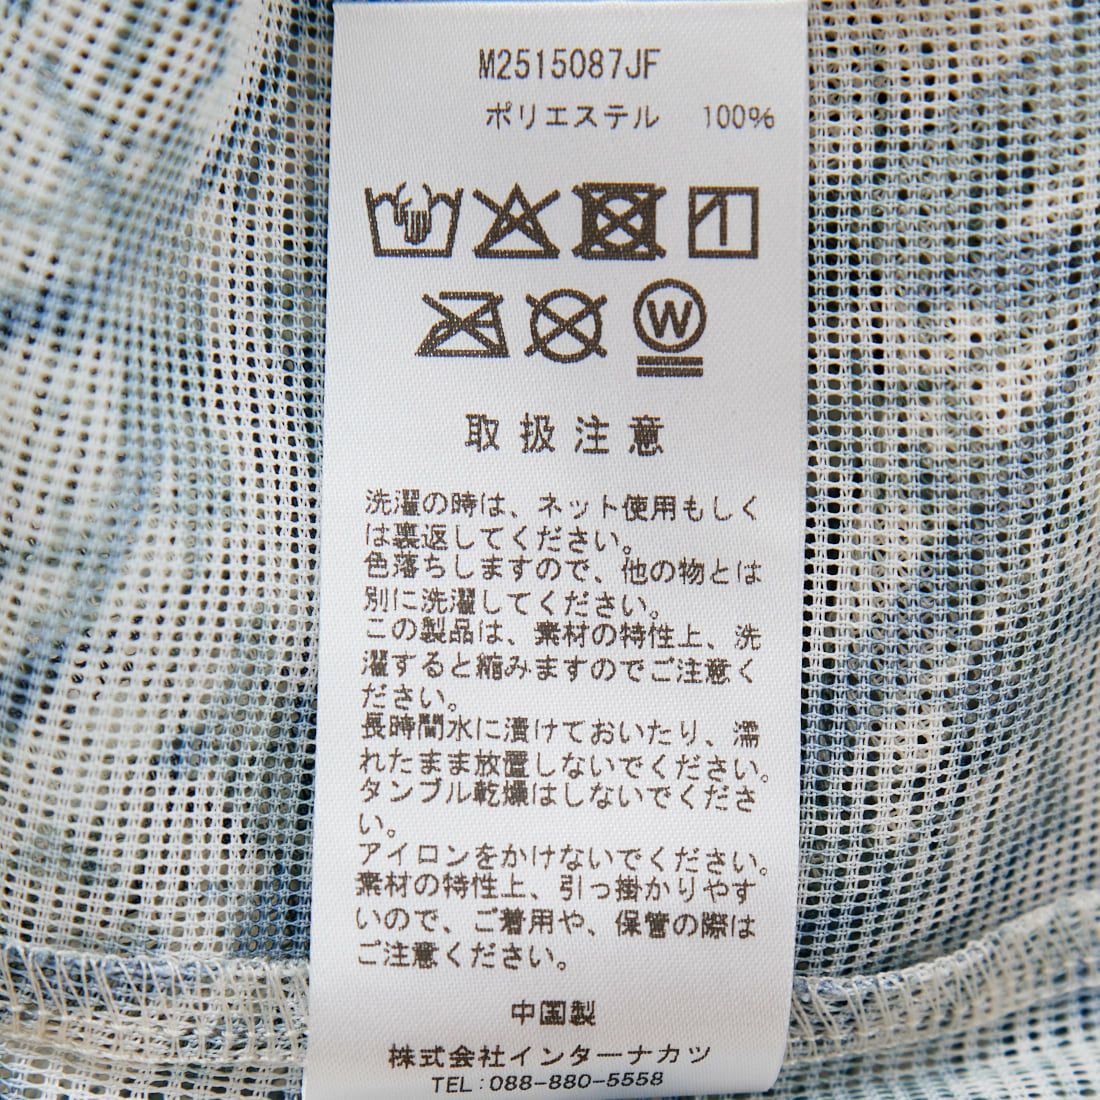 M2515087JF
ポリエステル 100%
W
取扱注意
洗濯の時は、ネット使用もしく
は裏返してください。
色落ちしますので、他の物とは
別に洗濯してください。
この製品は、素材の特性上、洗
濯すると縮みますのでご注意く
ださい。
長時間水に漬けておいたり、濡
れたまま放置しないでください。
タンブル乾燥はしないでくださ
い。
アイロンをかけないでください。
素材の特性上、引っ掛かりやす
いので、ご着用や、保管の際は
ご注意ください。
中国製
株式会社インターナカツ
TEL:088-880-5558